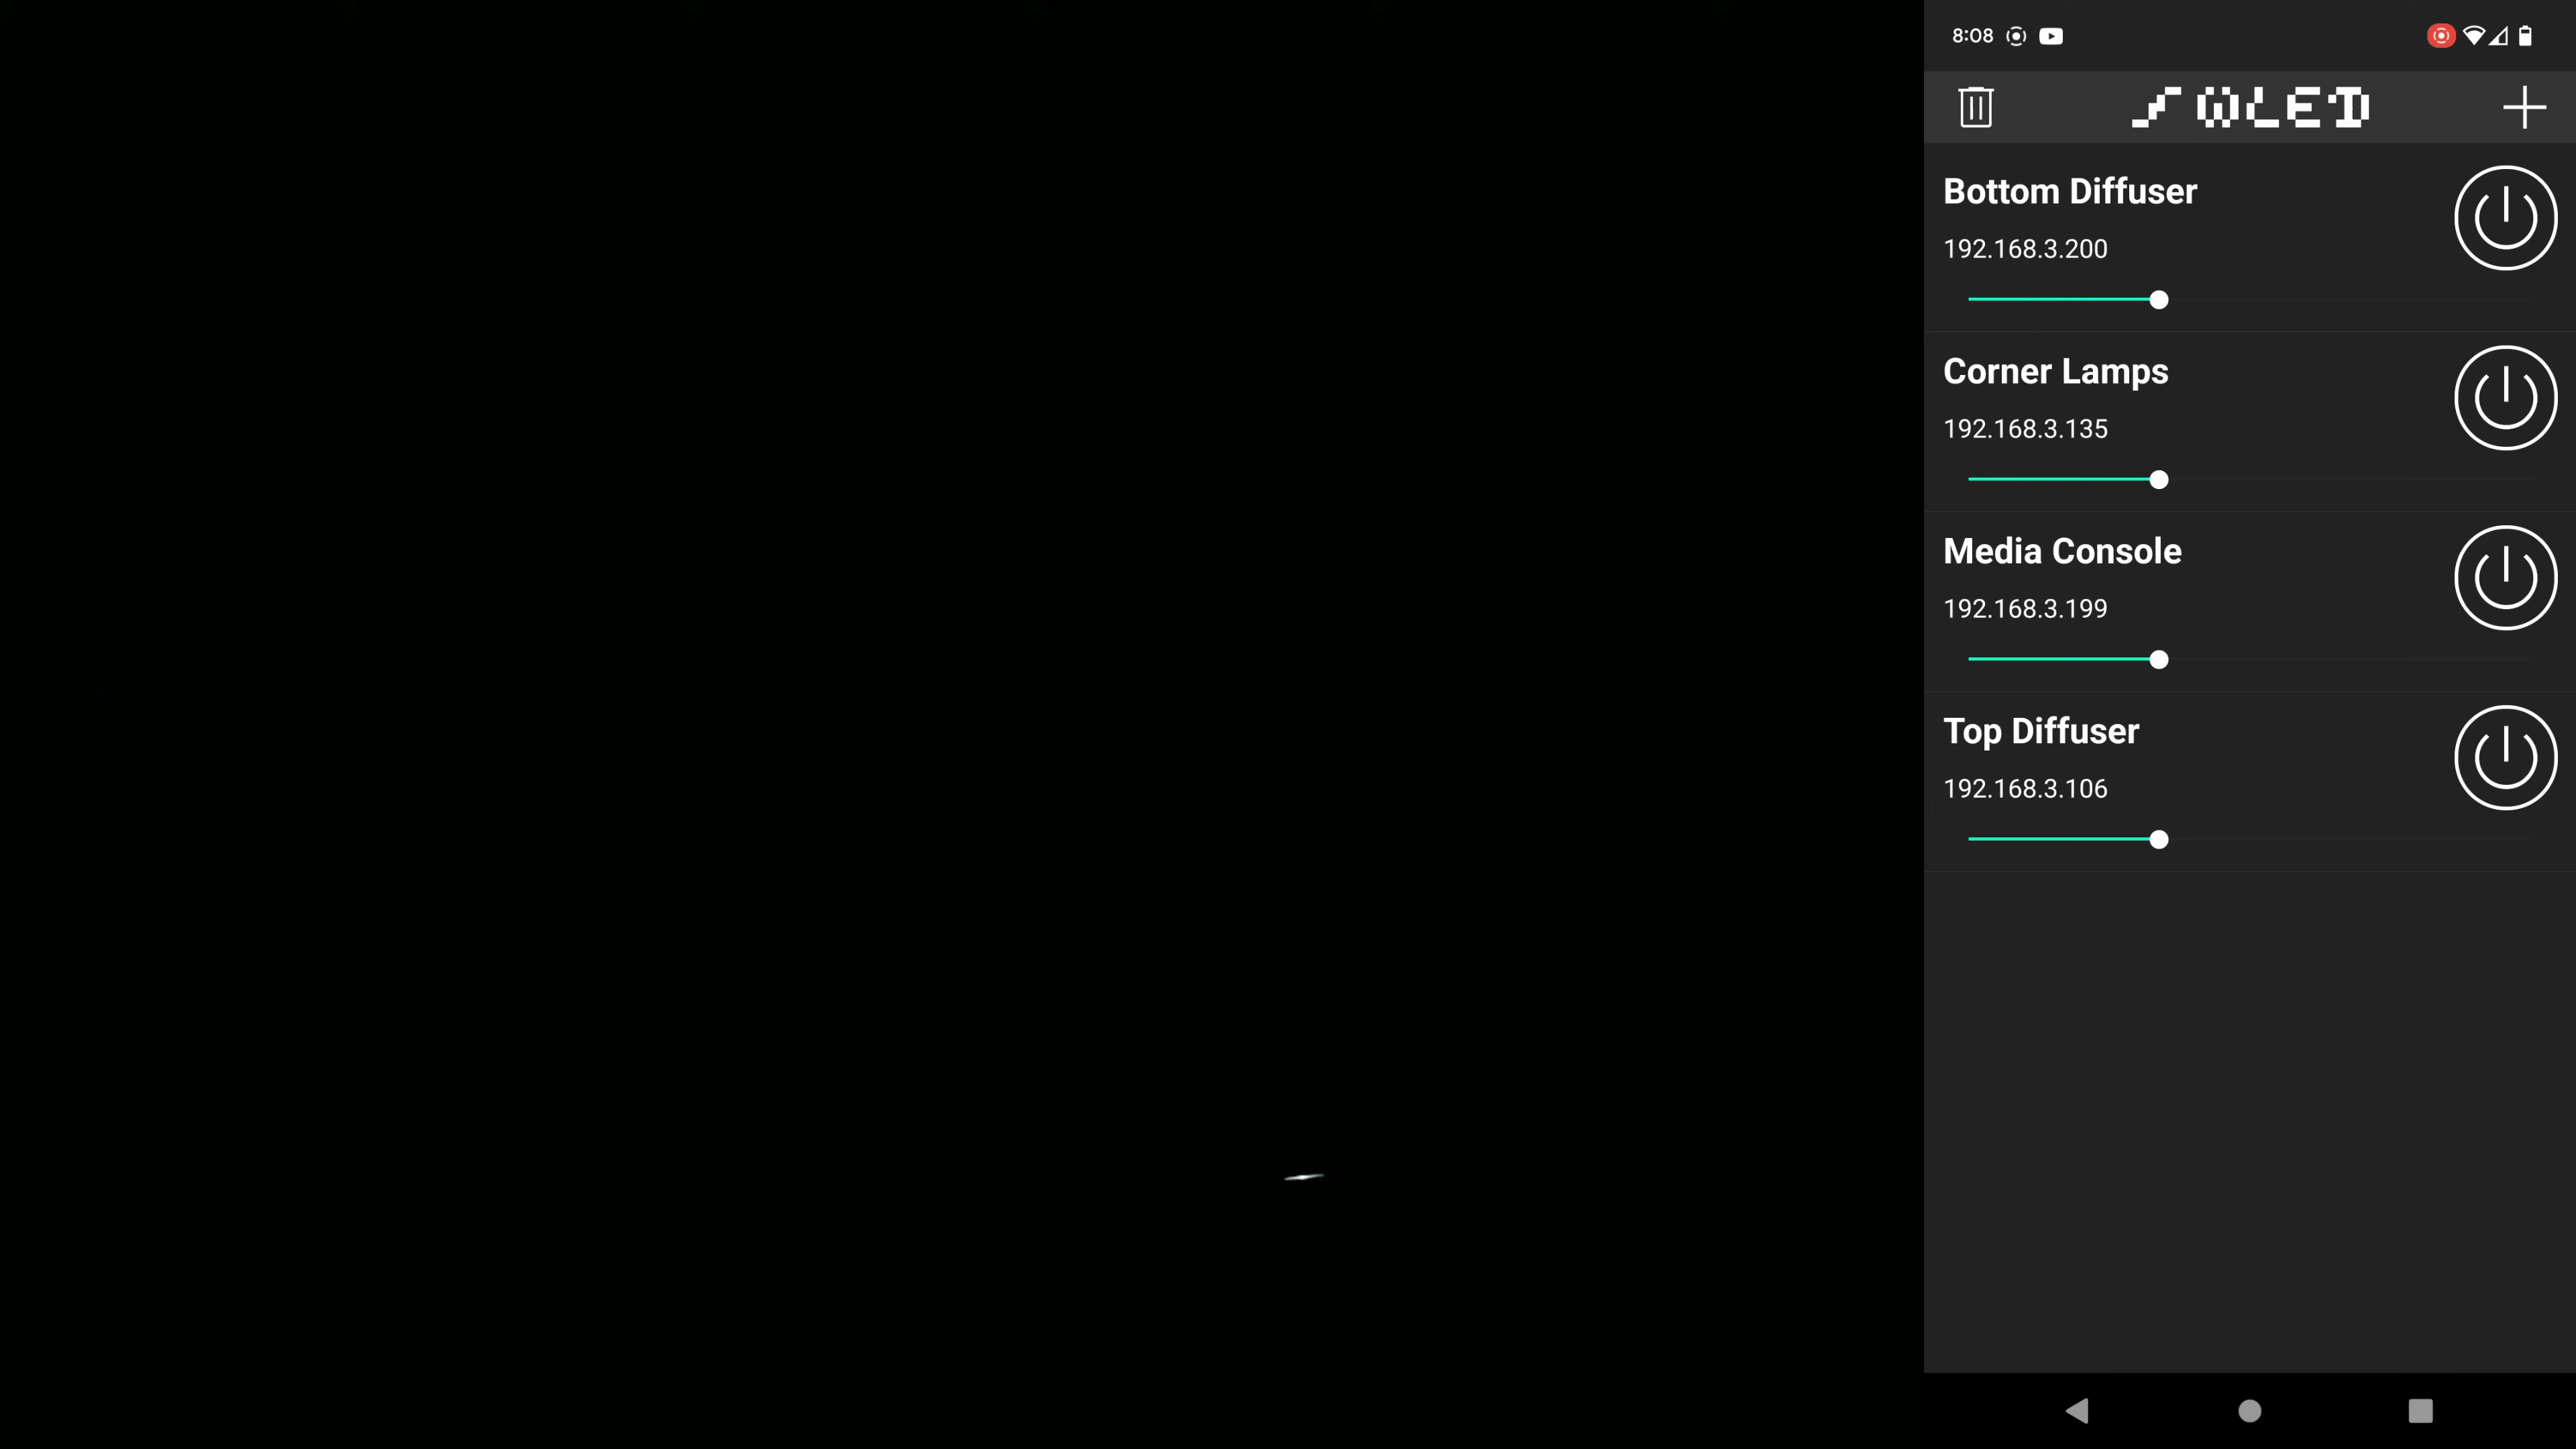 8:08
WLED
Bottom Diffuser
192.168.3.200
Corner Lamps
192.168.3.135
Media Console
192.168.3.199
Top Diffuser
192.168.3.106